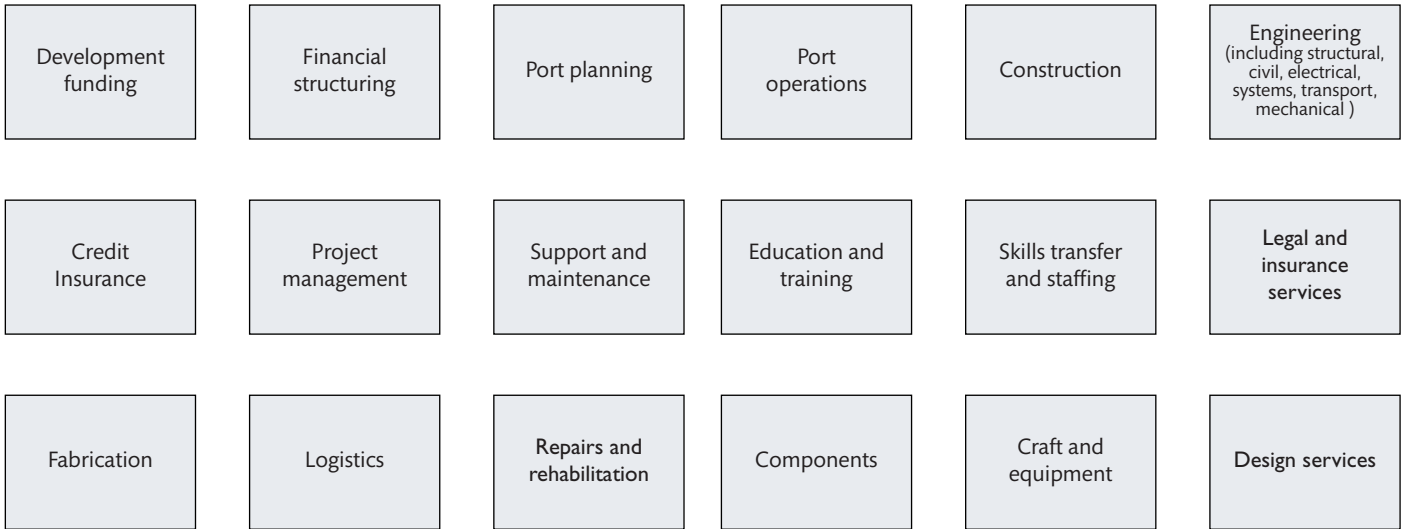 Development
funding
Financial
structuring
Port planning
Port
operations
Construction
Engineering
(including structural,
civil, electrical,
systems, transport,
mechanical )
Credit
Insurance
Project
management
Support and
maintenance
Education and
training
Skills transfer
and staffing
Legal and
insurance
services
Fabrication
Logistics
Repairs and
rehabilitation
Components
Craft and
equipment
Design services